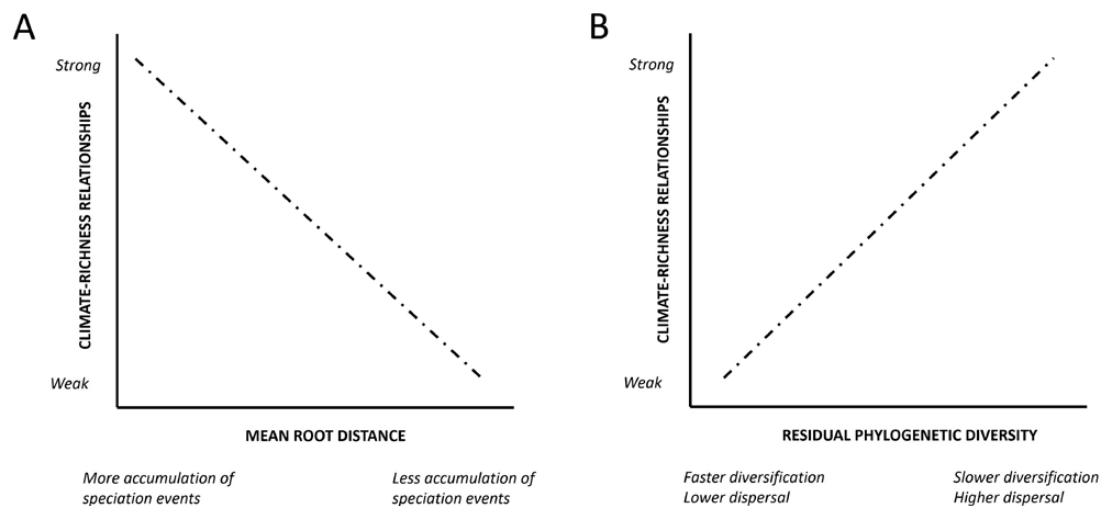 A
Strong
CLIMATE-RICHNESS RELATIONSHIPS
Weak
MEAN ROOT DISTANCE
More accumulation of
speciation events
Less accumulation of
speciation events
B
Strong
CLIMATE-RICHNESS RELATIONSHIPS
Weak
RESIDUAL PHYLOGENETIC DIVERSITY
Faster diversification
Lower dispersal
Slower diversification
Higher dispersal